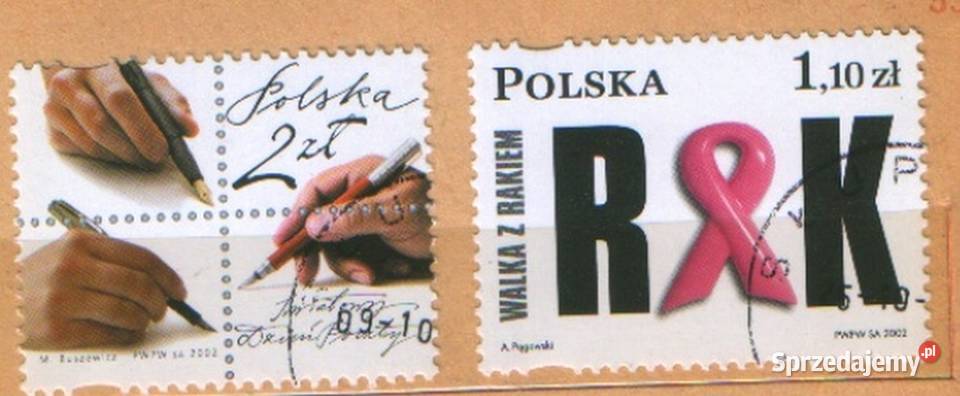 Polska
2 zł
Światowy
Dzień Poczty
09-10
M. Buszewicz PWPW SA 2002
POLSKA 1,10 zł
WALKA Z RAKIEM
RAK
A. Pągowski
PWPW SA 2002
Sprzedajemy.pl